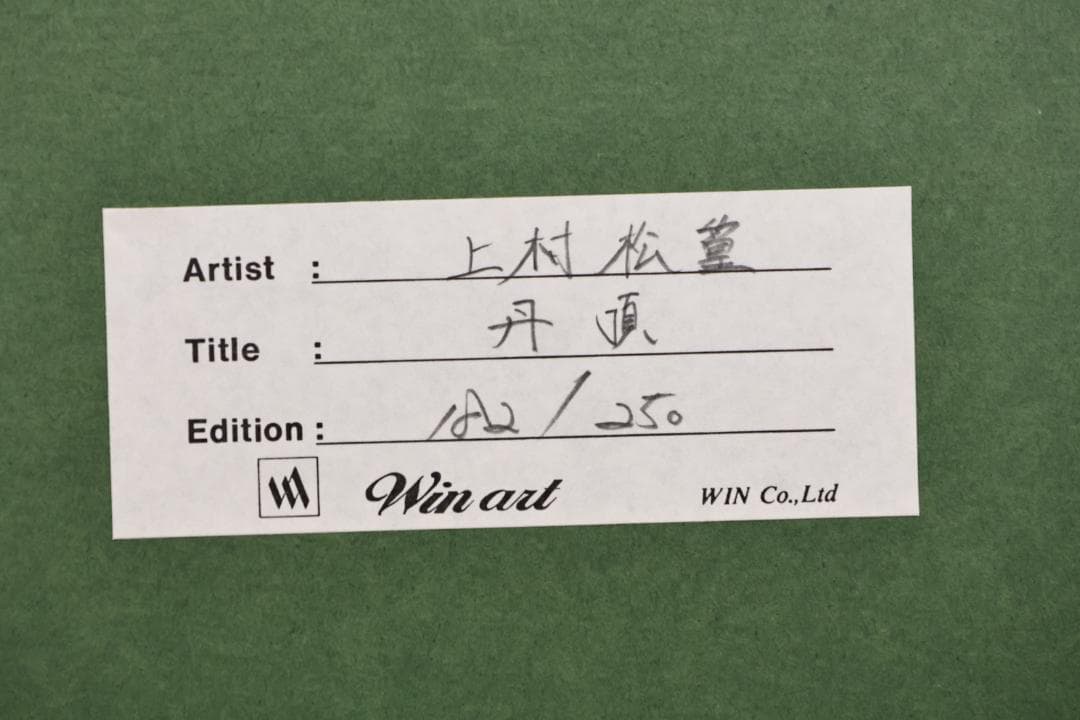 Artist : 上村 松篁
Title : 丹頂
Edition : 182 / 250
Win art WIN Co.,Ltd